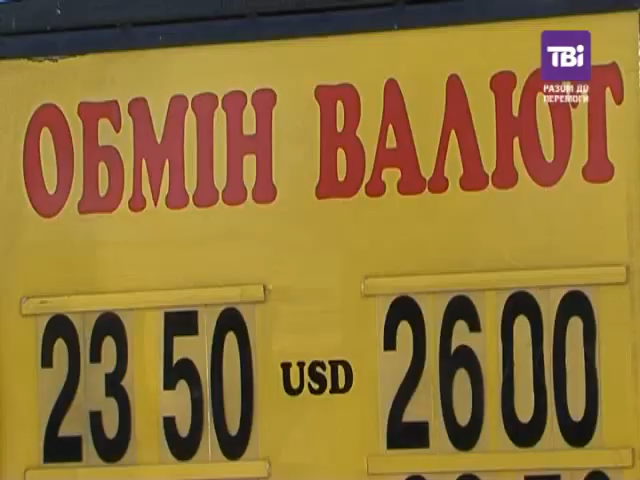 ТВі
РАЗОМ ДО
ПЕРЕМОГИ
ОБМІН ВАЛЮТ
23 50 USD 26 00